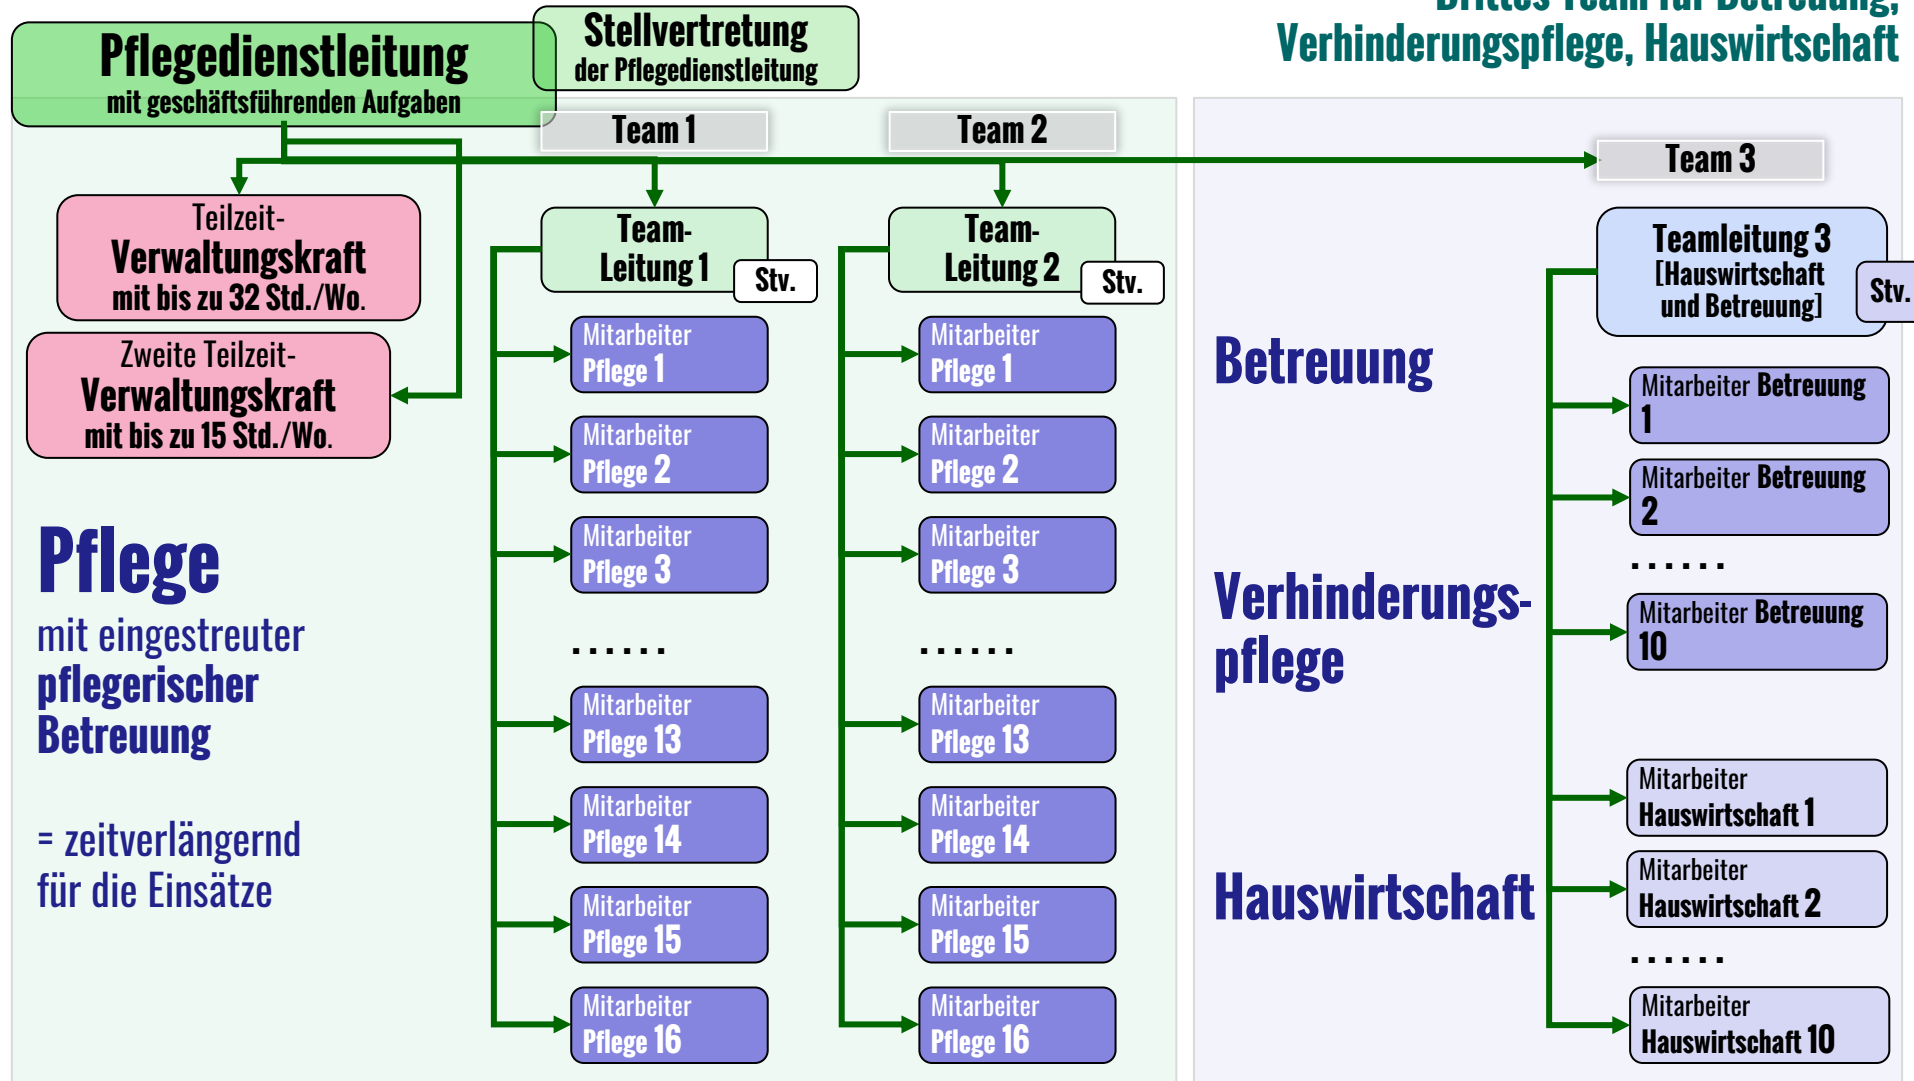 Drittes Team für Betreuung,
Verhinderungspflege, Hauswirtschaft
Pflegedienstleitung
mit geschäftsführenden Aufgaben
Stellvertretung
der Pflegedienstleitung
Teilzeit-
Verwaltungskraft
mit bis zu 32 Std./Wo.
Zweite Teilzeit-
Verwaltungskraft
mit bis zu 15 Std./Wo.
Pflege
mit eingestreuter
pflegerischer
Betreuung
= zeitverlängernd
für die Einsätze
Team 1
Team-
Leitung 1
Stv.
Mitarbeiter
Pflege 1
Mitarbeiter
Pflege 2
Mitarbeiter
Pflege 3
......
Mitarbeiter
Pflege 13
Mitarbeiter
Pflege 14
Mitarbeiter
Pflege 15
Mitarbeiter
Pflege 16
Team 2
Team-
Leitung 2
Stv.
Mitarbeiter
Pflege 1
Mitarbeiter
Pflege 2
Mitarbeiter
Pflege 3
......
Mitarbeiter
Pflege 13
Mitarbeiter
Pflege 14
Mitarbeiter
Pflege 15
Mitarbeiter
Pflege 16
Betreuung
Verhinderungs-
pflege
Hauswirtschaft
Team 3
Teamleitung 3
[Hauswirtschaft
und Betreuung]
Stv.
Mitarbeiter Betreuung
1
Mitarbeiter Betreuung
2
......
Mitarbeiter Betreuung
10
Mitarbeiter
Hauswirtschaft 1
Mitarbeiter
Hauswirtschaft 2
......
Mitarbeiter
Hauswirtschaft 10